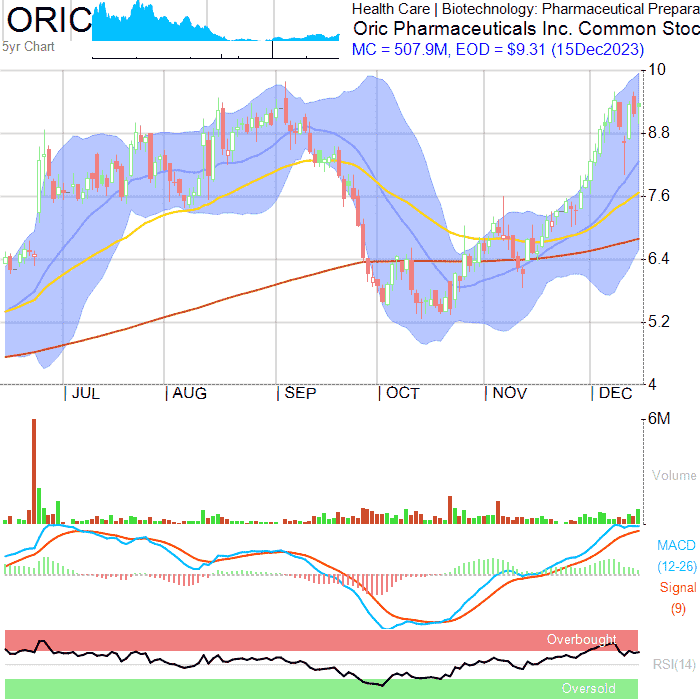 ORIC
5yr Chart
Health Care | Biotechnology: Pharmaceutical Prepara
Oric Pharmaceuticals Inc. Common Stoc
MC = 507.9M, EOD = $9.31 (15Dec2023)
10
8.8
7.6
6.4
5.2
4
| JUL
| AUG
| SEP
| OCT
| NOV
| DEC
6M
Volume
MACD
(12-26)
Signal
(9)
Overbought
RSI(14)
Oversold